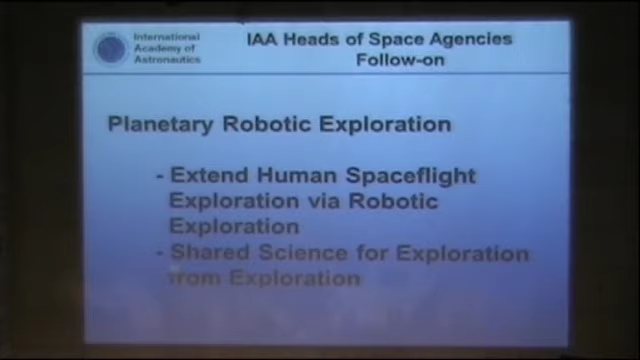 International
Academy of
Astronautics
IAA Heads of Space Agencies
Follow-on
Planetary Robotic Exploration
- Extend Human Spaceflight
Exploration via Robotic
Exploration
- Shared Science for Exploration
from Exploration